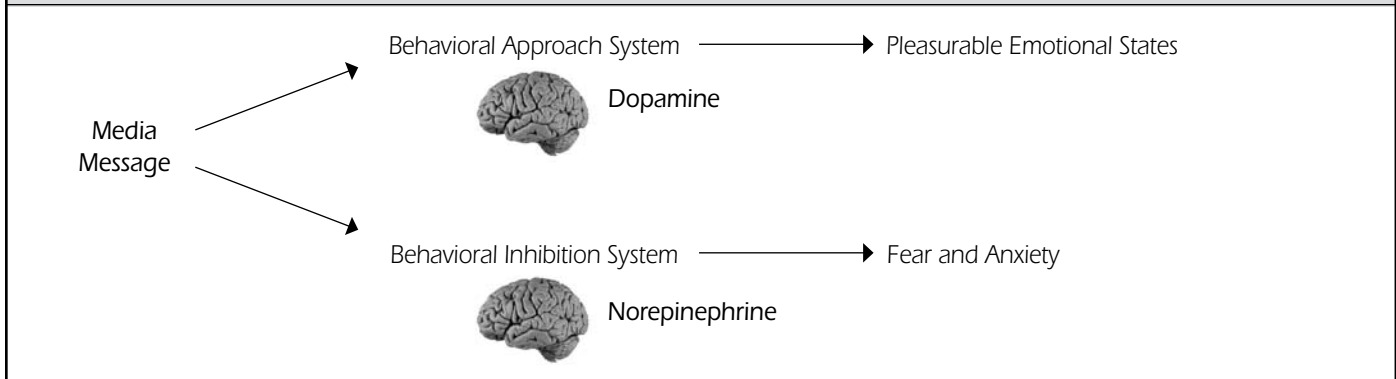 Behavioral Approach System
Pleasurable Emotional States
Dopamine
Media
Message
Behavioral Inhibition System
Fear and Anxiety
Norepinephrine